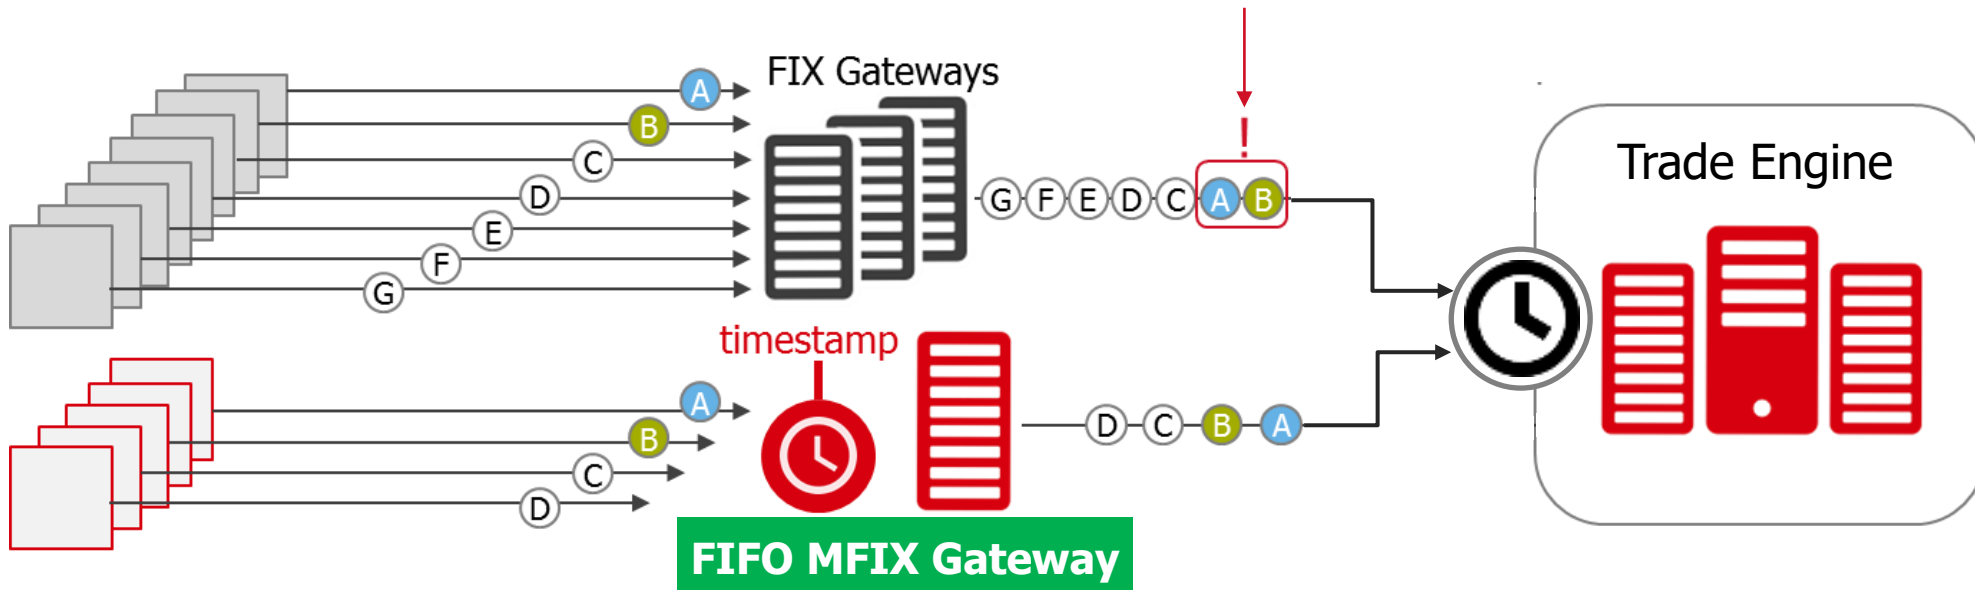 FIX Gateways
A
B
C
D
E
F
G
!
G F E D C A B
Trade Engine
timestamp
A
B
C
D
D C B A
FIFO MFIX Gateway